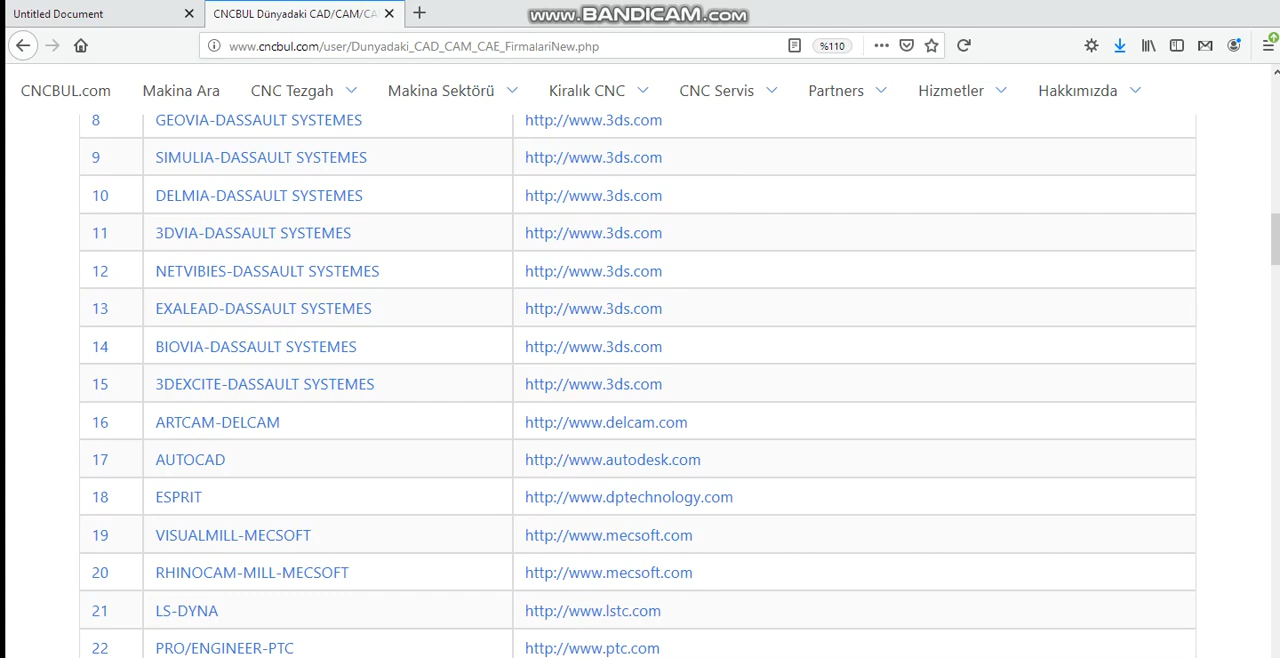 Untitled Document
CNCBUL Dünyadaki CAD/CAM/CA
www.BANDICAM.com
www.cncbul.com/user/Dunyadaki_CAD_CAM_CAE_FirmalariNew.php
%110
CNCBUL.com Makina Ara CNC Tezgah Makina Sektörü Kiralık CNC CNC Servis Partners Hizmetler Hakkımızda
8 GEOVIA-DASSAULT SYSTEMES http://www.3ds.com
9 SIMULIA-DASSAULT SYSTEMES http://www.3ds.com
10 DELMIA-DASSAULT SYSTEMES http://www.3ds.com
11 3DVIA-DASSAULT SYSTEMES http://www.3ds.com
12 NETVIBIES-DASSAULT SYSTEMES http://www.3ds.com
13 EXALEAD-DASSAULT SYSTEMES http://www.3ds.com
14 BIOVIA-DASSAULT SYSTEMES http://www.3ds.com
15 3DEXCITE-DASSAULT SYSTEMES http://www.3ds.com
16 ARTCAM-DELCAM http://www.delcam.com
17 AUTOCAD http://www.autodesk.com
18 ESPRIT http://www.dptechnology.com
19 VISUALMILL-MECSOFT http://www.mecsoft.com
20 RHINOCAM-MILL-MECSOFT http://www.mecsoft.com
21 LS-DYNA http://www.lstc.com
22 PRO/ENGINEER-PTC http://www.ptc.com